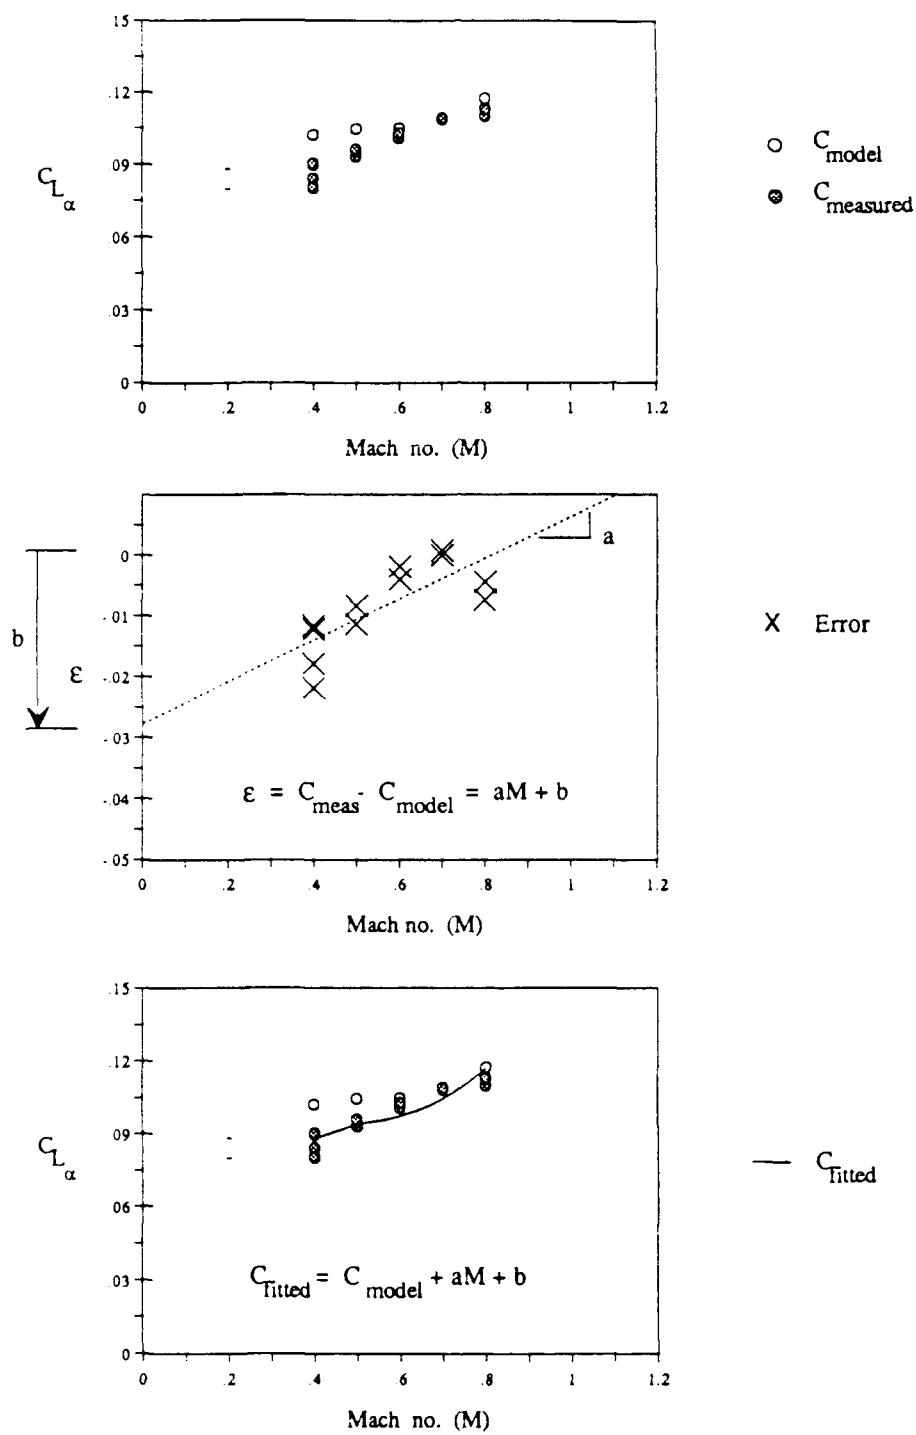 .15
.12
.09
.06
.03
0
C_Lα
0 .2 .4 .6 .8 1 1.2
Mach no. (M)
C_model
C_measured
0
-.01
-.02
-.03
-.04
-.05
b
ε
a
X Error
ε = C_meas - C_model = aM + b
0 .2 .4 .6 .8 1 1.2
Mach no. (M)
.15
.12
.09
.06
.03
0
C_Lα
C_fitted
C_fitted = C_model + aM + b
0 .2 .4 .6 .8 1 1.2
Mach no. (M)